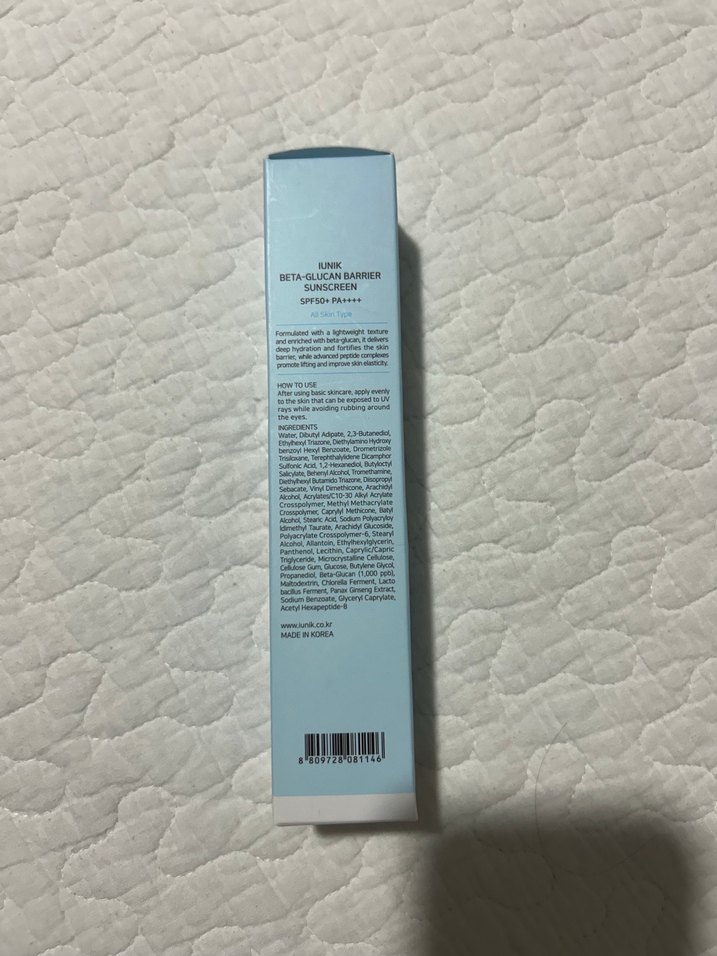 IUNIK
BETA-GLUCAN BARRIER
SUNSCREEN
SPF50+ PA++++
All Skin Type
Formulated with a lightweight texture
and enriched with beta-glucan, it delivers
deep hydration and fortifies the skin
barrier, while advanced peptide complexes
promote lifting and improve skin elasticity.
HOW TO USE
After using basic skincare, apply evenly
to the skin that can be exposed to UV
rays while avoiding rubbing around
the eyes.
INGREDIENTS
Water, Dibutyl Adipate, 2,3-Butanediol,
Ethylhexyl Triazone, Diethylamino Hydroxy
benzoyl Hexyl Benzoate, Drometrizole
Trisiloxane, Terephthalylidene Dicamphor
Sulfonic Acid, 1,2-Hexanediol, Butyloctyl
Salicylate, Behenyl Alcohol, Tromethamine,
Diethylhexyl Butamido Triazone, Diisopropyl
Sebacate, Vinyl Dimethicone, Arachidyl
Alcohol, Acrylates/C10-30 Alkyl Acrylate
Crosspolymer, Methyl Methacrylate
Crosspolymer, Caprylyl Methicone, Batyl
Alcohol, Stearic Acid, Sodium Polyacryloy
ldimethyl Taurate, Arachidyl Glucoside,
Polyacrylate Crosspolymer-6, Stearyl
Alcohol, Allantoin, Ethylhexylglycerin,
Panthenol, Lecithin, Caprylic/Capric
Triglyceride, Microcrystalline Cellulose,
Cellulose Gum, Glucose, Butylene Glycol,
Propanediol, Beta-Glucan (1,000 ppb),
Maltodextrin, Chlorella Ferment, Lacto
bacillus Ferment, Panax Ginseng Extract,
Sodium Benzoate, Glyceryl Caprylate,
Acetyl Hexapeptide-8
www.iunik.co.kr
MADE IN KOREA
8 809728 081146